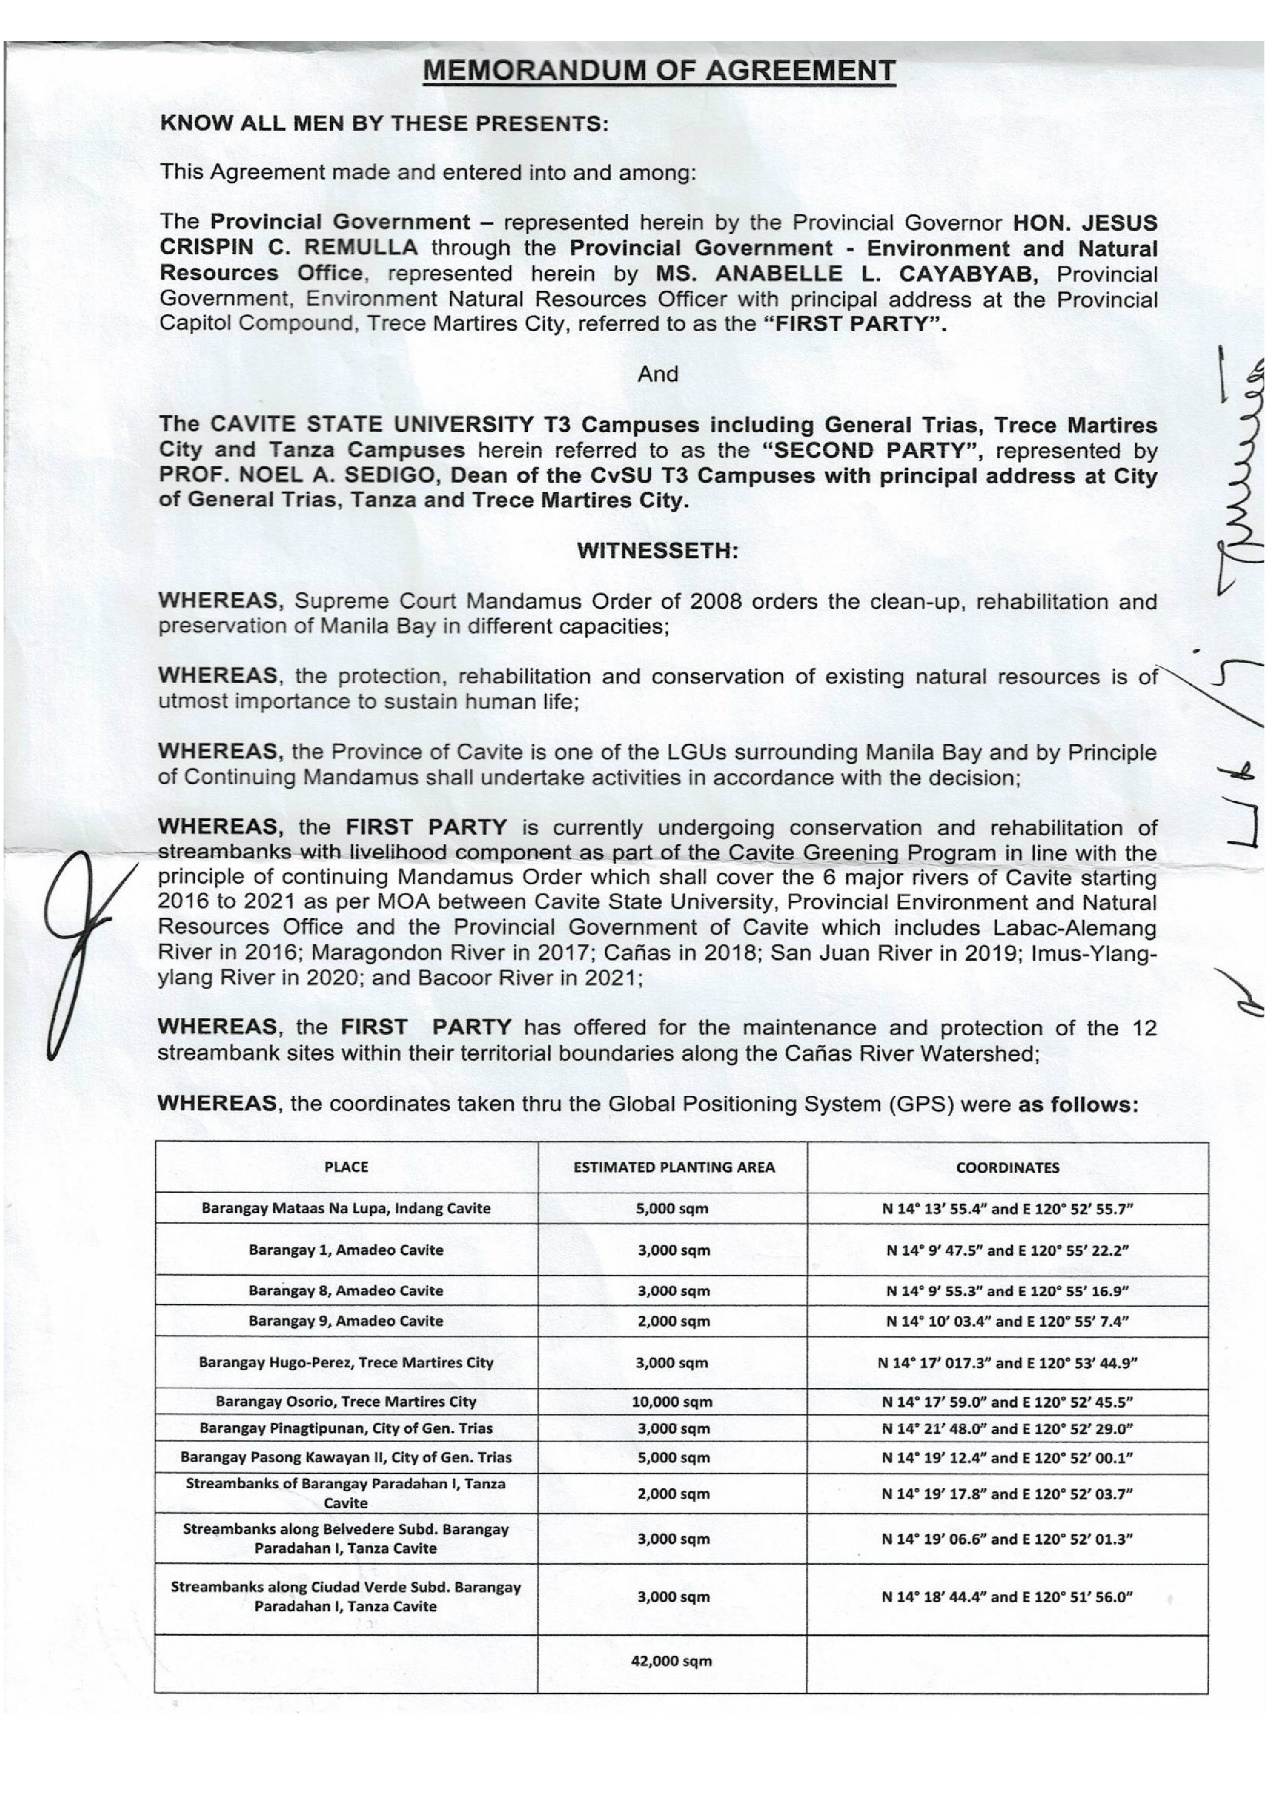 MEMORANDUM OF AGREEMENT
KNOW ALL MEN BY THESE PRESENTS:
This Agreement made and entered into and among:
The Provincial Government – represented herein by the Provincial Governor HON. JESUS
CRISPIN C. REMULLA through the Provincial Government - Environment and Natural
Resources Office, represented herein by MS. ANABELLE L. CAYABYAB, Provincial
Government, Environment Natural Resources Officer with principal address at the Provincial
Capitol Compound, Trece Martires City, referred to as the “FIRST PARTY”.
And
The CAVITE STATE UNIVERSITY T3 Campuses including General Trias, Trece Martires
City and Tanza Campuses herein referred to as the “SECOND PARTY”, represented by
PROF. NOEL A. SEDIGO, Dean of the CvSU T3 Campuses with principal address at City
of General Trias, Tanza and Trece Martires City.
WITNESSETH:
WHEREAS, Supreme Court Mandamus Order of 2008 orders the clean-up, rehabilitation and
preservation of Manila Bay in different capacities;
WHEREAS, the protection, rehabilitation and conservation of existing natural resources is of
utmost importance to sustain human life;
WHEREAS, the Province of Cavite is one of the LGUs surrounding Manila Bay and by Principle
of Continuing Mandamus shall undertake activities in accordance with the decision;
WHEREAS, the FIRST PARTY is currently undergoing conservation and rehabilitation of
streambanks with livelihood component as part of the Cavite Greening Program in line with the
principle of continuing Mandamus Order which shall cover the 6 major rivers of Cavite starting
2016 to 2021 as per MOA between Cavite State University, Provincial Environment and Natural
Resources Office and the Provincial Government of Cavite which includes Labac-Alemang
River in 2016; Maragondon River in 2017; Cañas in 2018; San Juan River in 2019; Imus-Ylang-
ylang River in 2020; and Bacoor River in 2021;
WHEREAS, the FIRST PARTY has offered for the maintenance and protection of the 12
streambank sites within their territorial boundaries along the Cañas River Watershed;
WHEREAS, the coordinates taken thru the Global Positioning System (GPS) were as follows:
PLACE ESTIMATED PLANTING AREA COORDINATES
Barangay Mataas Na Lupa, Indang Cavite 5,000 sqm N 14° 13’ 55.4” and E 120° 52’ 55.7”
Barangay 1, Amadeo Cavite 3,000 sqm N 14° 9’ 47.5” and E 120° 55’ 22.2”
Barangay 8, Amadeo Cavite 3,000 sqm N 14° 9’ 55.3” and E 120° 55’ 16.9”
Barangay 9, Amadeo Cavite 2,000 sqm N 14° 10’ 03.4” and E 120° 55’ 7.4”
Barangay Hugo-Perez, Trece Martires City 3,000 sqm N 14° 17’ 017.3” and E 120° 53’ 44.9”
Barangay Osorio, Trece Martires City 10,000 sqm N 14° 17’ 59.0” and E 120° 52’ 45.5”
Barangay Pinagtipunan, City of Gen. Trias 3,000 sqm N 14° 21’ 48.0” and E 120° 52’ 29.0”
Barangay Pasong Kawayan II, City of Gen. Trias 5,000 sqm N 14° 19’ 12.4” and E 120° 52’ 00.1”
Streambanks of Barangay Paradahan I, Tanza
Cavite 2,000 sqm N 14° 19’ 17.8” and E 120° 52’ 03.7”
Streambanks along Belvedere Subd. Barangay
Paradahan I, Tanza Cavite 3,000 sqm N 14° 19’ 06.6” and E 120° 52’ 01.3”
Streambanks along Ciudad Verde Subd. Barangay
Paradahan I, Tanza Cavite 3,000 sqm N 14° 18’ 44.4” and E 120° 51’ 56.0”
42,000 sqm